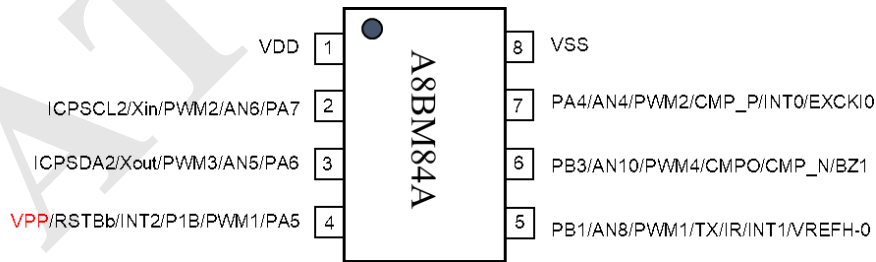 VDD 1
ICPSCL2/Xin/PWM2/AN6/PA7 2
ICPSDA2/Xout/PWM3/AN5/PA6 3
VPP/RSTBb/INT2/P1B/PWM1/PA5 4
A8BM84A
8 VSS
7 PA4/AN4/PWM2/CMP_P/INT0/EXCKI0
6 PB3/AN10/PWM4/CMPO/CMP_N/BZ1
5 PB1/AN8/PWM1/TX/IR/INT1/VREFH-0